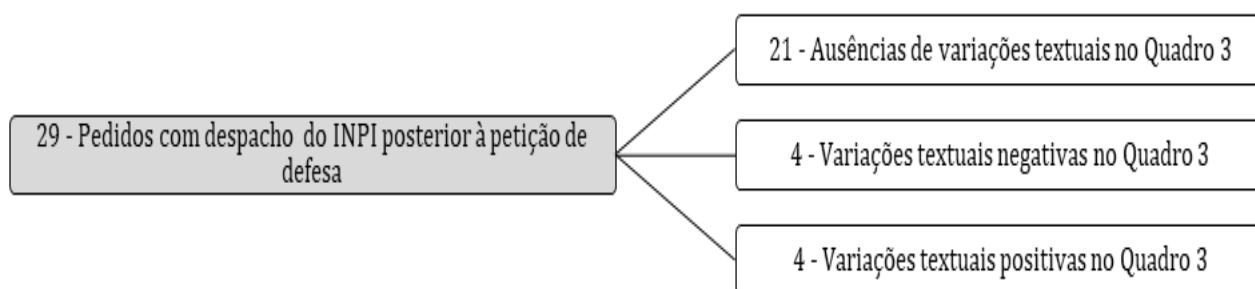 21 - Ausências de variações textuais no Quadro 3
29 - Pedidos com despacho do INPI posterior à petição de
defesa
4 - Variações textuais negativas no Quadro 3
4 - Variações textuais positivas no Quadro 3